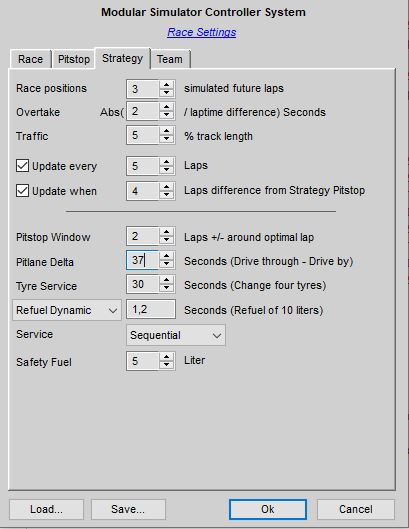 Modular Simulator Controller System
Race Settings
Race Pitstop Strategy Team
Race positions 3 simulated future laps
Overtake Abs( 2 / laptime difference) Seconds
Traffic 5 % track length
Update every 5 Laps
Update when 4 Laps difference from Strategy Pitstop
Pitstop Window 2 Laps +/- around optimal lap
Pitlane Delta 37 Seconds (Drive through - Drive by)
Tyre Service 30 Seconds (Change four tyres)
Refuel Dynamic 1,2 Seconds (Refuel of 10 liters)
Service Sequential
Safety Fuel 5 Liter
Load... Save... Ok Cancel